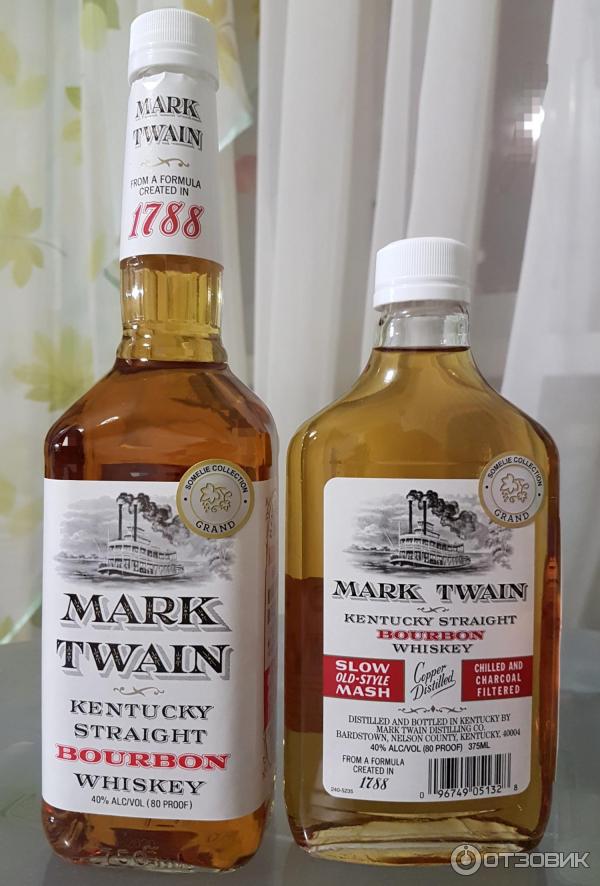 MARK
TWAIN
FROM A FORMULA
CREATED IN
1788
SOMELIE COLLECTION
GRAND
MARK
TWAIN
KENTUCKY
STRAIGHT
BOURBON
WHISKEY
40% ALC/VOL (80 PROOF)
SOMELIE COLLECTION
GRAND
MARK TWAIN
KENTUCKY STRAIGHT
BOURBON
WHISKEY
SLOW
OLD-STYLE
MASH
Copper
Distilled
CHILLED AND
CHARCOAL
FILTERED
DISTILLED AND BOTTLED IN KENTUCKY BY
MARK TWAIN DISTILLING CO.
BARDSTOWN, NELSON COUNTY, KENTUCKY, 40004
40% ALC/VOL (80 PROOF) 375ML
FROM A FORMULA
CREATED IN
1788
240-5235
0 96749 05132 8
ОТЗОВИК